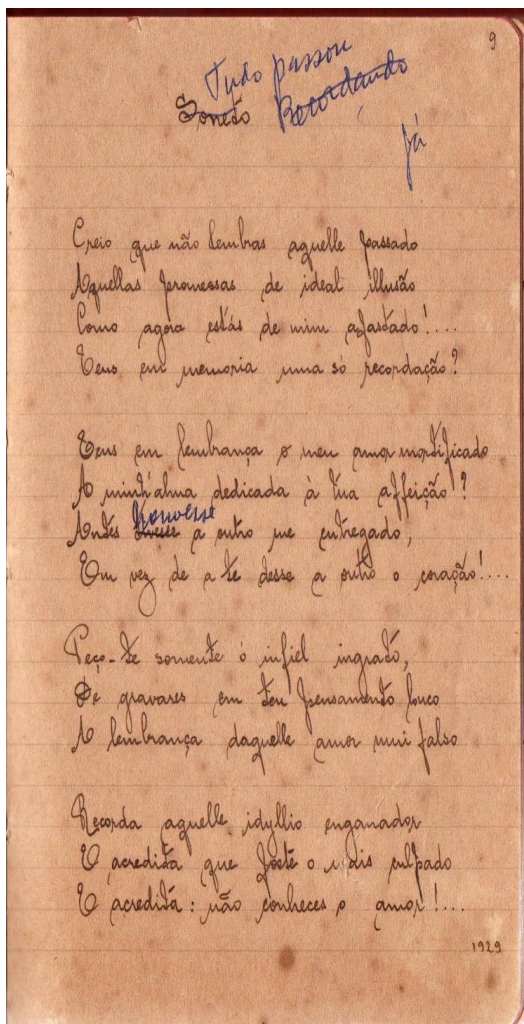 9
Tudo passou
Soneto Recordando
já
Creio que não lembras aquelle passado
Aquellas promessas de ideal illusão
Como agora estás de mim afastado!....
Tens em memoria uma só recordação?
Tens em lembrança o meu amor mortificado
A minh'alma dedicada à tua affeição?
Antes houvesse a outro me entregado,
Em vez de a te desse a outro o coração!....
Peço-te somente ó infiel ingrato,
De gravares em teu pensamento louco
A lembrança daquelle amor mui falso
Recorda aquelle idyllio enganador
E acredita que foste o culpado
E acredita: não conheces o amor!...
1929